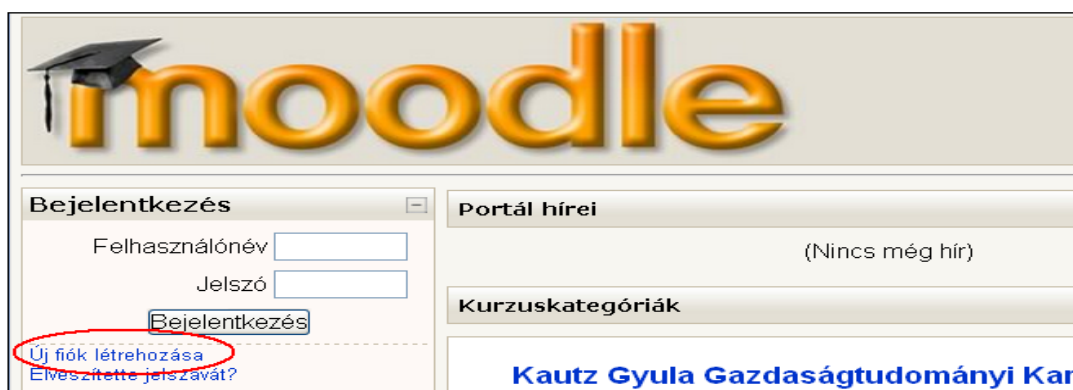 moodle
Bejelentkezés
Felhasználónév
Jelszó
Bejelentkezés
Új fiók létrehozása
Elveszítette jelszavát?
Portál hírei
(Nincs még hír)
Kurzuskategóriák
Kautz Gyula Gazdaságtudományi Kar